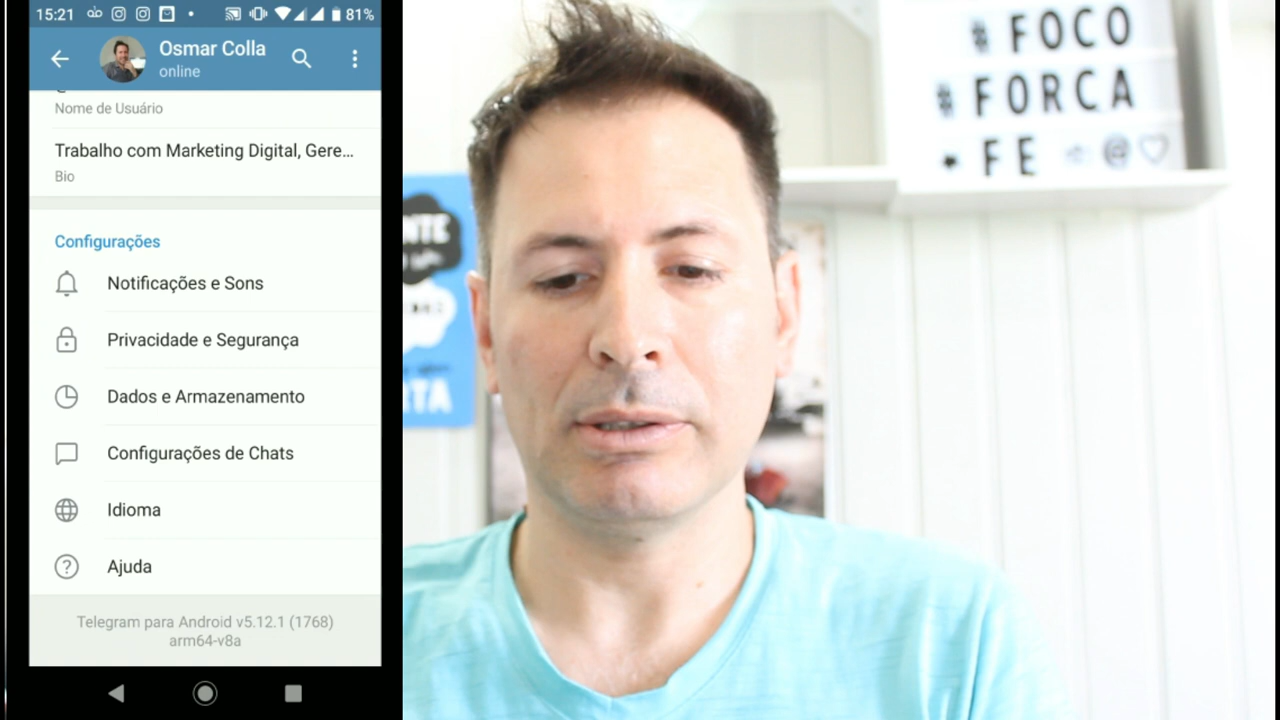 15:21
81%
Osmar Colla
online
Nome de Usuário
Trabalho com Marketing Digital, Gere...
Bio
Configurações
Notificações e Sons
Privacidade e Segurança
Dados e Armazenamento
Configurações de Chats
Idioma
Ajuda
Telegram para Android v5.12.1 (1768)
arm64-v8a
# FOCO
# FORCA
FE @